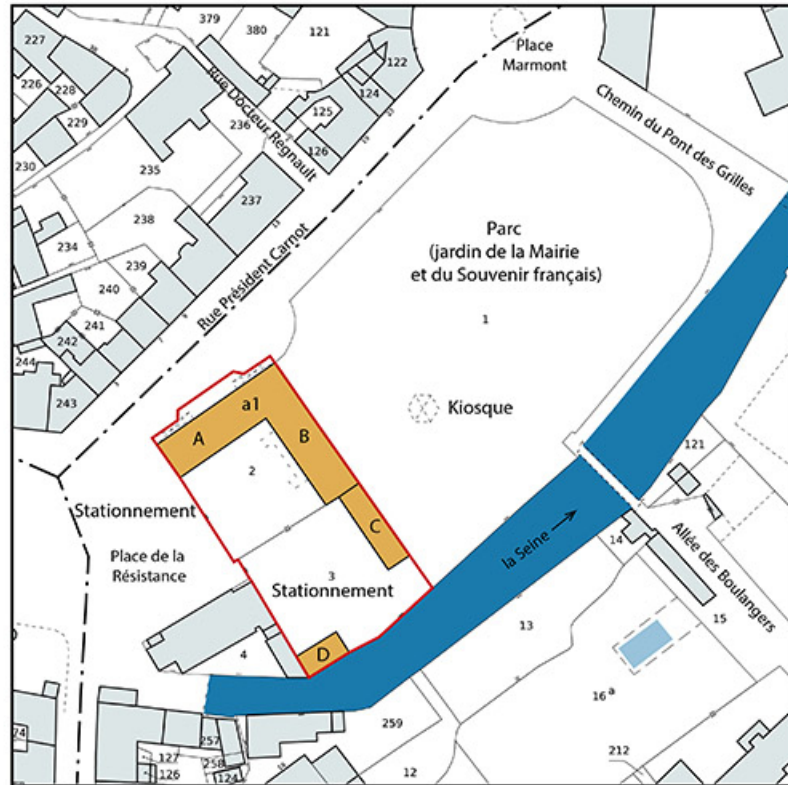 379
380
121
227
122
Place
Marmont
226
228
124
229
Rue Docteur Regnault
125
236
126
Chemin du Pont des Grilles
230
235
237
13
238
Parc
(jardin de la Mairie
et du Souvenir français)
234
239
Rue Président Carnot
240
1
241
242
244
243
a1
A
B
Kiosque
2
121
Stationnement
C
la Seine
14
Allée des Boulangers
Place de la
Résistance
3
Stationnement
13
15
D
4
16 a
259
257
74
127
258
212
126
124
12